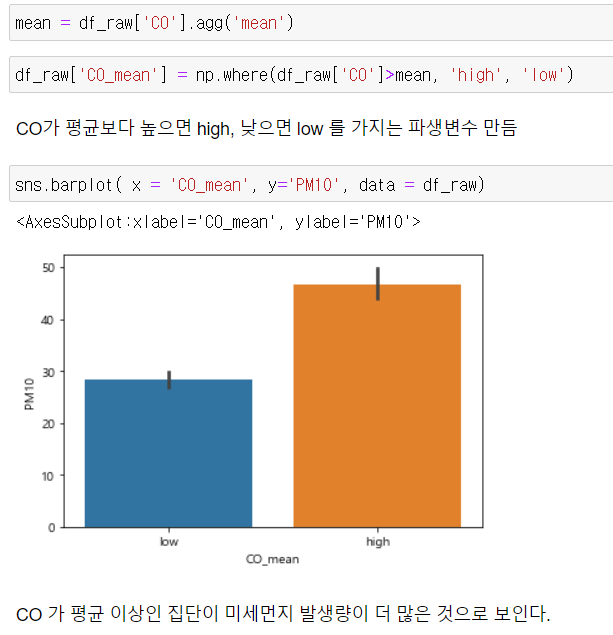 mean = df_raw['CO'].agg('mean')
df_raw['CO_mean'] = np.where(df_raw['CO']>mean, 'high', 'low')
CO가 평균보다 높으면 high, 낮으면 low 를 가지는 파생변수 만듬
sns.barplot( x = 'CO_mean', y='PM10', data = df_raw)
<AxesSubplot:xlabel='CO_mean', ylabel='PM10'>
50
40
30
20
10
0
PM10
low high
CO_mean
CO 가 평균 이상인 집단이 미세먼지 발생량이 더 많은 것으로 보인다.